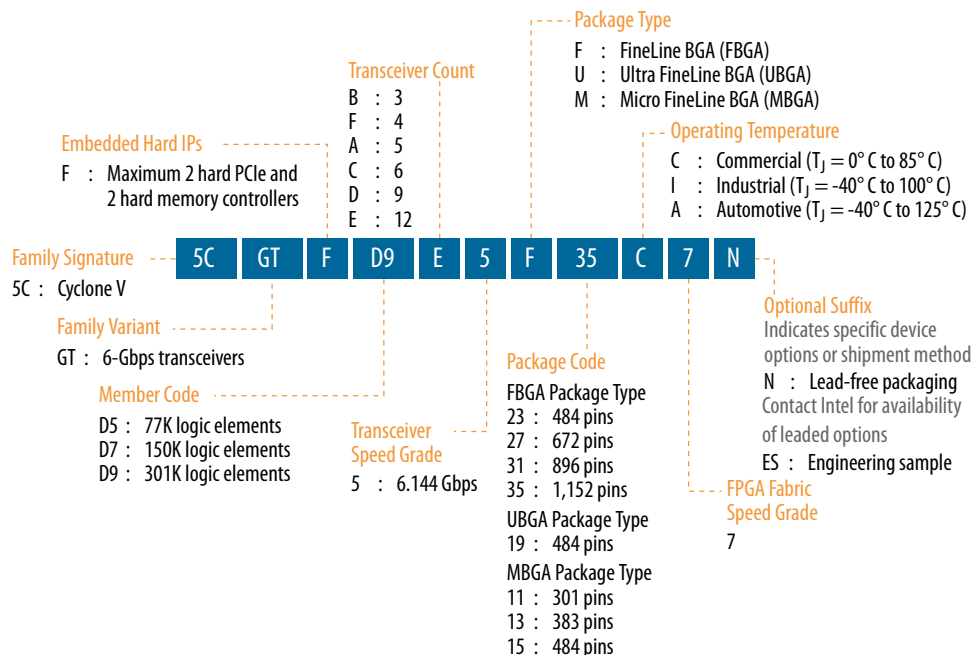 Package Type
F : FineLine BGA (FBGA)
U : Ultra FineLine BGA (UBGA)
M : Micro FineLine BGA (MBGA)
Transceiver Count
B : 3
F : 4
A : 5
C : 6
D : 9
E : 12
Embedded Hard IPs
F : Maximum 2 hard PCIe and
2 hard memory controllers
Operating Temperature
C : Commercial (TJ = 0° C to 85° C)
I : Industrial (TJ = -40° C to 100° C)
A : Automotive (TJ = -40° C to 125° C)
5C GT F D9 E 5 F 35 C 7 N
Family Signature
5C : Cyclone V
Family Variant
GT : 6-Gbps transceivers
Member Code
D5 : 77K logic elements
D7 : 150K logic elements
D9 : 301K logic elements
Transceiver
Speed Grade
5 : 6.144 Gbps
Package Code
FBGA Package Type
23 : 484 pins
27 : 672 pins
31 : 896 pins
35 : 1,152 pins
UBGA Package Type
19 : 484 pins
MBGA Package Type
11 : 301 pins
13 : 383 pins
15 : 484 pins
Optional Suffix
Indicates specific device
options or shipment method
N : Lead-free packaging
Contact Intel for availability
of leaded options
ES : Engineering sample
FPGA Fabric
Speed Grade
7